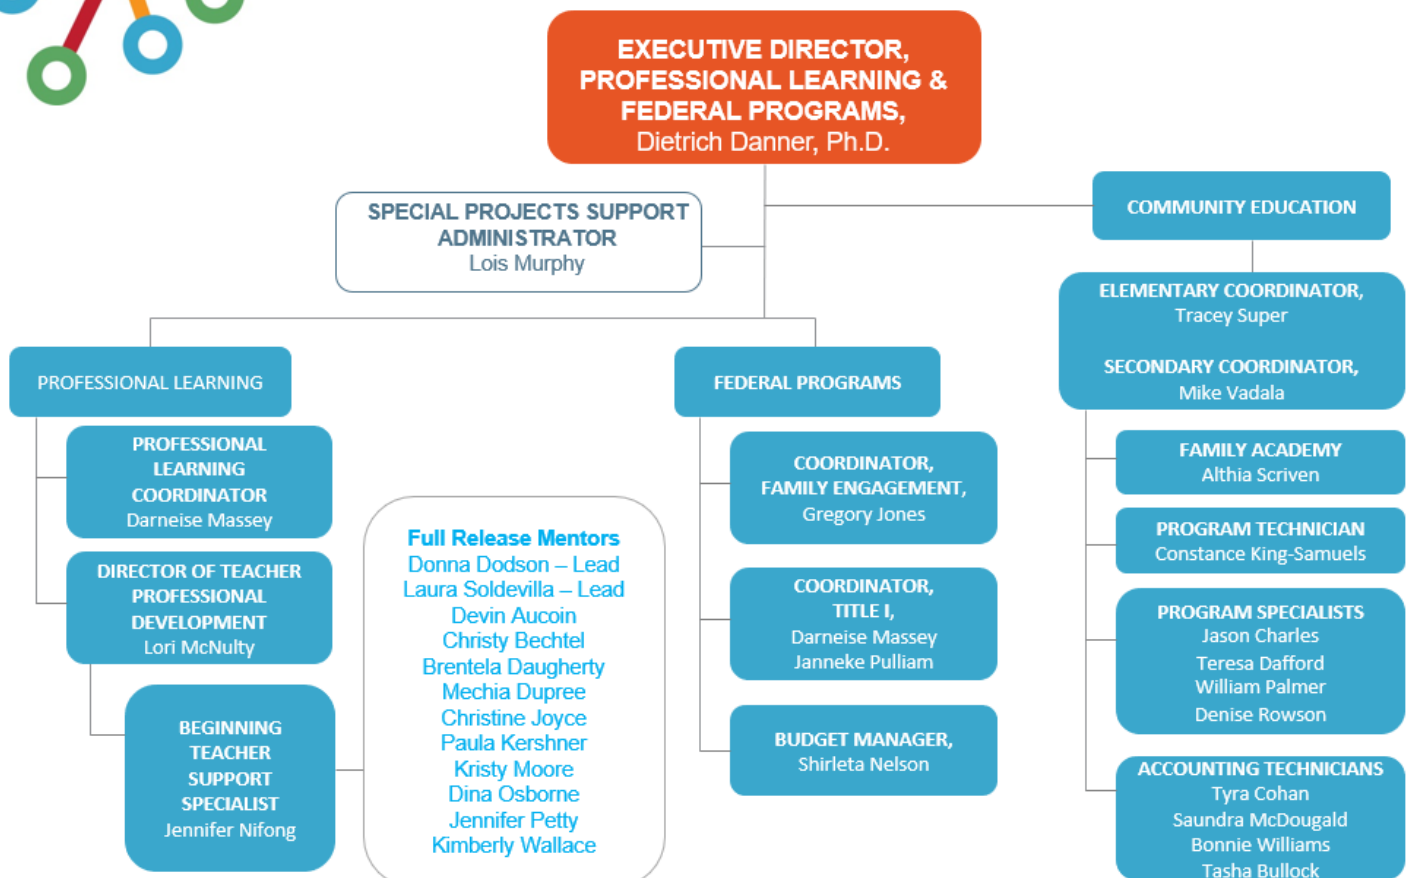 EXECUTIVE DIRECTOR,
PROFESSIONAL LEARNING &
FEDERAL PROGRAMS,
Dietrich Danner, Ph.D.
SPECIAL PROJECTS SUPPORT
ADMINISTRATOR
Lois Murphy
COMMUNITY EDUCATION
ELEMENTARY COORDINATOR,
Tracey Super
SECONDARY COORDINATOR,
Mike Vadala
FAMILY ACADEMY
Althia Scriven
PROGRAM TECHNICIAN
Constance King-Samuels
PROGRAM SPECIALISTS
Jason Charles
Teresa Dafford
William Palmer
Denise Rowson
ACCOUNTING TECHNICIANS
Tyra Cohan
Saundra McDougald
Bonnie Williams
Tasha Bullock
PROFESSIONAL LEARNING
PROFESSIONAL
LEARNING
COORDINATOR
Darneise Massey
DIRECTOR OF TEACHER
PROFESSIONAL
DEVELOPMENT
Lori McNulty
BEGINNING
TEACHER
SUPPORT
SPECIALIST
Jennifer Nifong
Full Release Mentors
Donna Dodson – Lead
Laura Soldevilla – Lead
Devin Aucoin
Christy Bechtel
Brentela Daugherty
Mechia Dupree
Christine Joyce
Paula Kershner
Kristy Moore
Dina Osborne
Jennifer Petty
Kimberly Wallace
FEDERAL PROGRAMS
COORDINATOR,
FAMILY ENGAGEMENT,
Gregory Jones
COORDINATOR,
TITLE I,
Darneise Massey
Janneke Pulliam
BUDGET MANAGER,
Shirleta Nelson